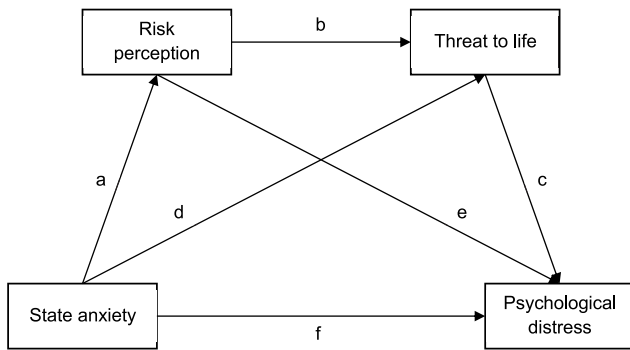 Risk
perception
b
Threat to life
a
d
e
c
State anxiety
f
Psychological
distress